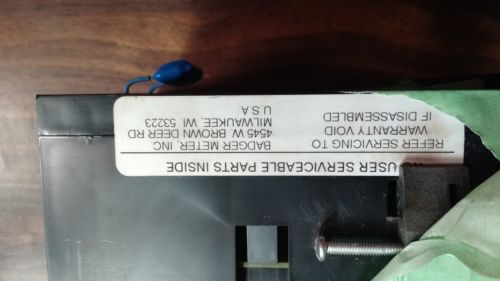 NO USER SERVICEABLE PARTS INSIDE
REFER SERVICING TO
WARRANTY VOID
IF DISASSEMBLED
BADGER METER, INC
4545 W BROWN DEER RD
MILWAUKEE, WI. 53223
U.S.A